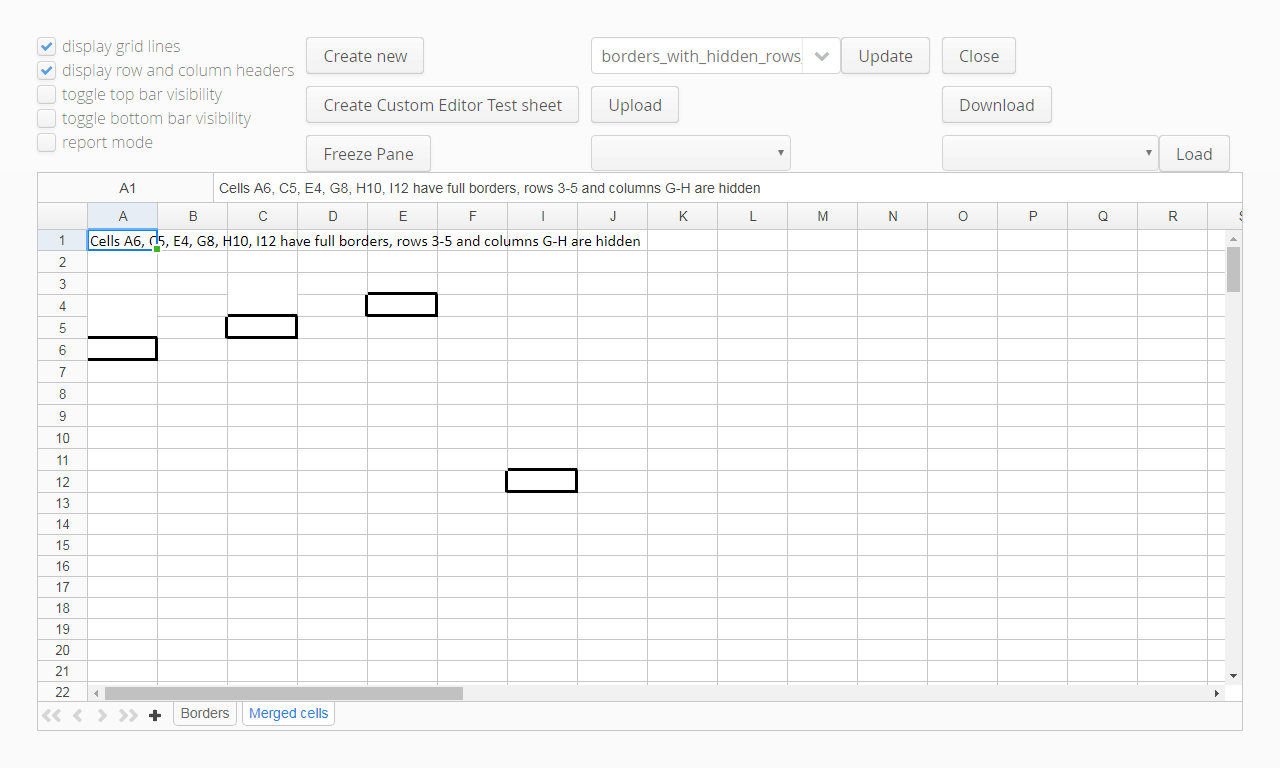 display grid lines
display row and column headers
toggle top bar visibility
toggle bottom bar visibility
report mode
Create new
borders_with_hidden_rows_
Update
Close
Create Custom Editor Test sheet
Upload
Download
Freeze Pane
Load
A1
Cells A6, C5, E4, G8, H10, I12 have full borders, rows 3-5 and columns G-H are hidden
A B C D E F I J K L M N O P Q R S
1 Cells A6, C5, E4, G8, H10, I12 have full borders, rows 3-5 and columns G-H are hidden
2
3
4
5
6
7
8
9
10
11
12
13
14
15
16
17
18
19
20
21
22
Borders
Merged cells